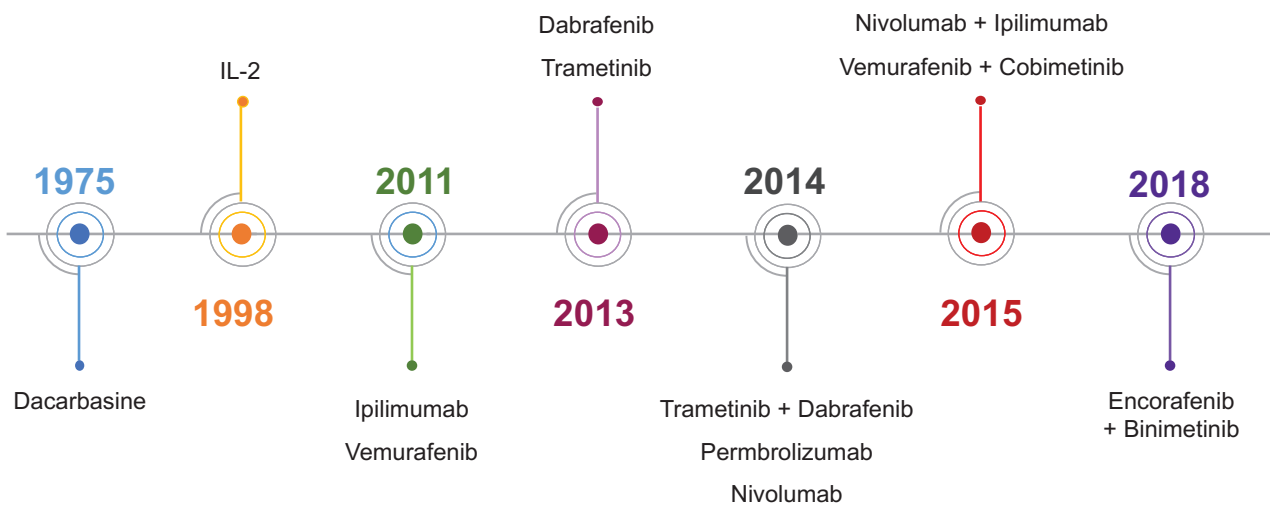 1975
Dacarbasine
IL-2
1998
2011
Ipilimumab
Vemurafenib
Dabrafenib
Trametinib
2013
2014
Trametinib + Dabrafenib
Permbrolizumab
Nivolumab
Nivolumab + Ipilimumab
Vemurafenib + Cobimetinib
2015
2018
Encorafenib
+ Binimetinib